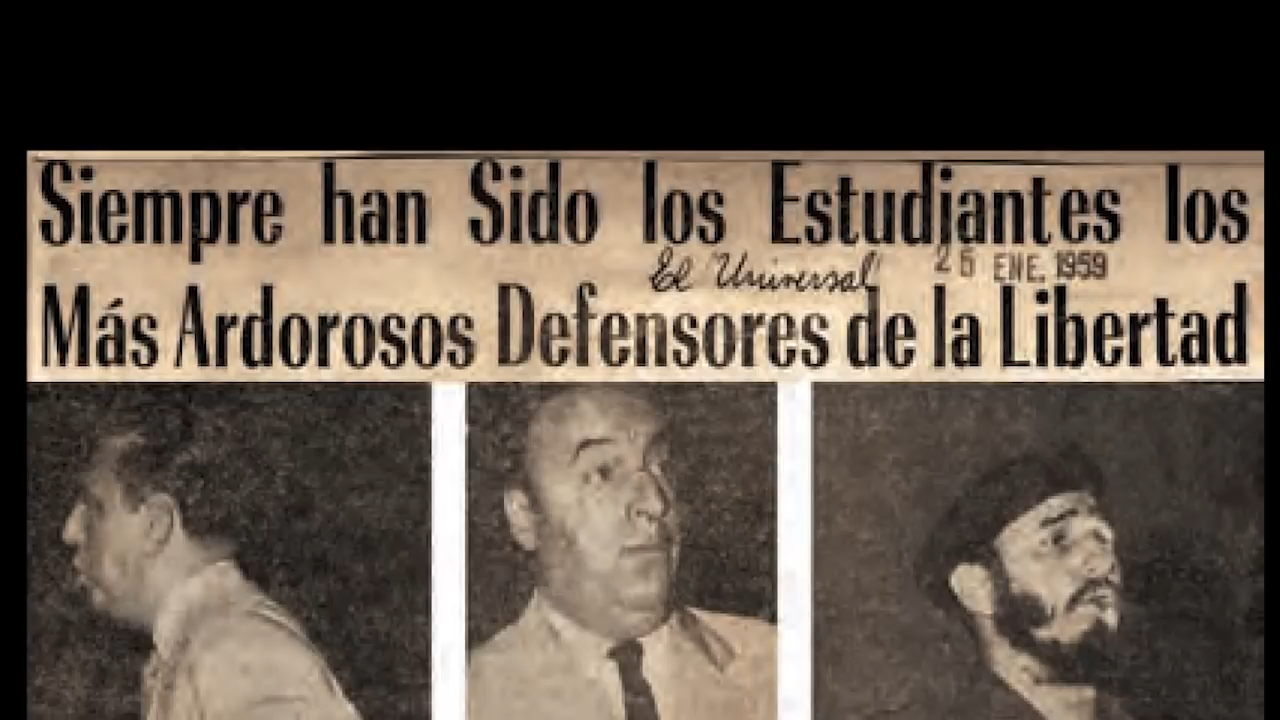 Siempre han Sido los Estudiantes los
El Universal 25 ENE. 1959
Más Ardorosos Defensores de la Libertad